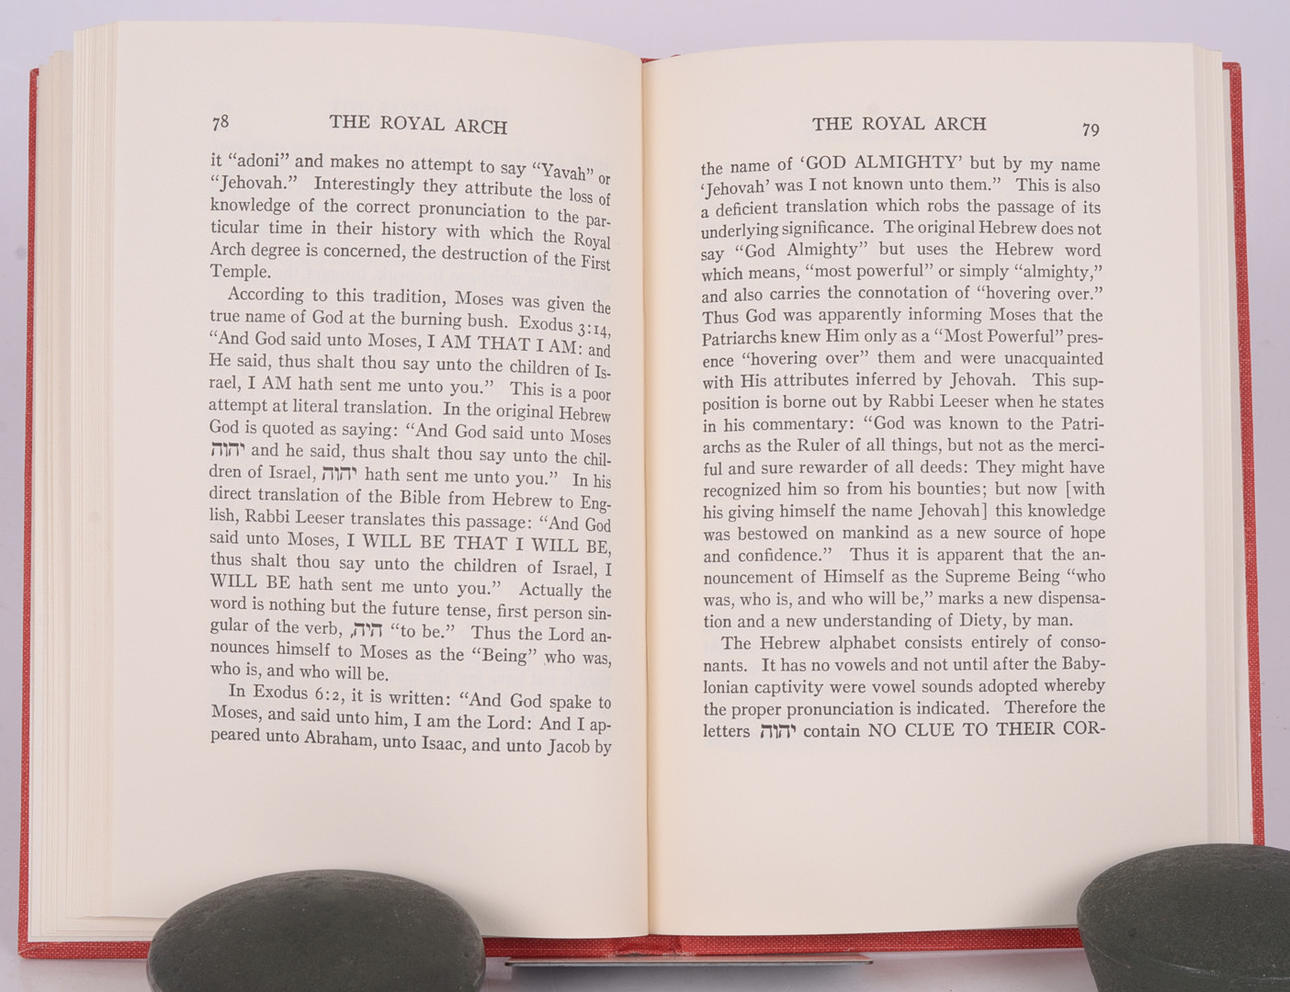 78 THE ROYAL ARCH
it “adoni” and makes no attempt to say “Yavah” or
“Jehovah.” Interestingly they attribute the loss of
knowledge of the correct pronunciation to the par-
ticular time in their history with which the Royal
Arch degree is concerned, the destruction of the First
Temple.
According to this tradition, Moses was given the
true name of God at the burning bush. Exodus 3:14,
“And God said unto Moses, I AM THAT I AM: and
He said, thus shalt thou say unto the children of Is-
rael, I AM hath sent me unto you.” This is a poor
attempt at literal translation. In the original Hebrew
God is quoted as saying: “And God said unto Moses
יהוה and he said, thus shalt thou say unto the chil-
dren of Israel, יהוה hath sent me unto you.” In his
direct translation of the Bible from Hebrew to Eng-
lish, Rabbi Leeser translates this passage: “And God
said unto Moses, I WILL BE THAT I WILL BE,
thus shalt thou say unto the children of Israel, I
WILL BE hath sent me unto you.” Actually the
word is nothing but the future tense, first person sin-
gular of the verb, היה, “to be.” Thus the Lord an-
nounces himself to Moses as the “Being” who was,
who is, and who will be.
In Exodus 6:2, it is written: “And God spake to
Moses, and said unto him, I am the Lord: And I ap-
peared unto Abraham, unto Isaac, and unto Jacob by
THE ROYAL ARCH 79
the name of ‘GOD ALMIGHTY’ but by my name
‘Jehovah’ was I not known unto them.” This is also
a deficient translation which robs the passage of its
underlying significance. The original Hebrew does not
say “God Almighty” but uses the Hebrew word
which means, “most powerful” or simply “almighty,”
and also carries the connotation of “hovering over.”
Thus God was apparently informing Moses that the
Patriarchs knew Him only as a “Most Powerful” pres-
ence “hovering over” them and were unacquainted
with His attributes inferred by Jehovah. This sup-
position is borne out by Rabbi Leeser when he states
in his commentary: “God was known to the Patri-
archs as the Ruler of all things, but not as the merci-
ful and sure rewarder of all deeds: They might have
recognized him so from his bounties; but now [with
his giving himself the name Jehovah] this knowledge
was bestowed on mankind as a new source of hope
and confidence.” Thus it is apparent that the an-
nouncement of Himself as the Supreme Being “who
was, who is, and who will be,” marks a new dispensa-
tion and a new understanding of Diety, by man.
The Hebrew alphabet consists entirely of conso-
nants. It has no vowels and not until after the Baby-
lonian captivity were vowel sounds adopted whereby
the proper pronunciation is indicated. Therefore the
letters יהוה contain NO CLUE TO THEIR COR-